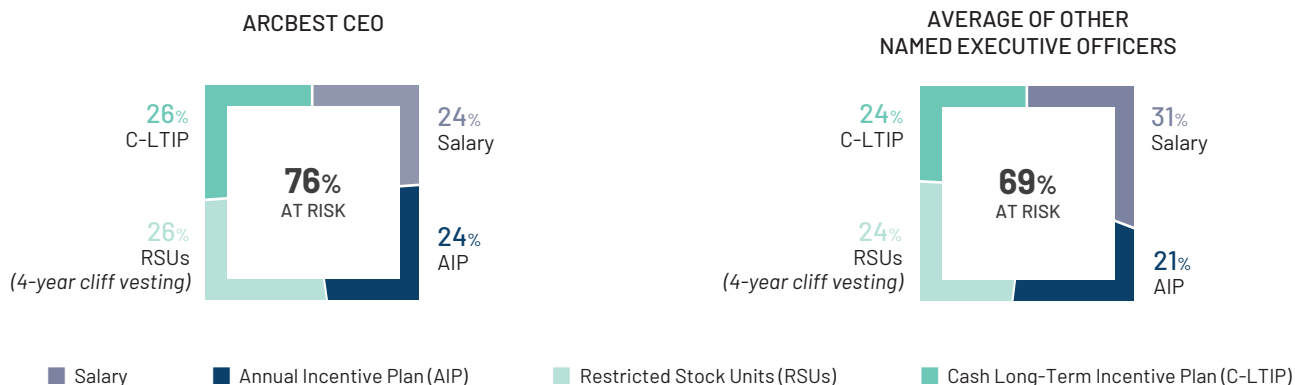 ARCBEST CEO
26%
C-LTIP
24%
Salary
76%
AT RISK
26%
RSUs
(4-year cliff vesting)
24%
AIP
AVERAGE OF OTHER
NAMED EXECUTIVE OFFICERS
24%
C-LTIP
31%
Salary
69%
AT RISK
24%
RSUs
(4-year cliff vesting)
21%
AIP
Salary
Annual Incentive Plan (AIP)
Restricted Stock Units (RSUs)
Cash Long-Term Incentive Plan (C-LTIP)